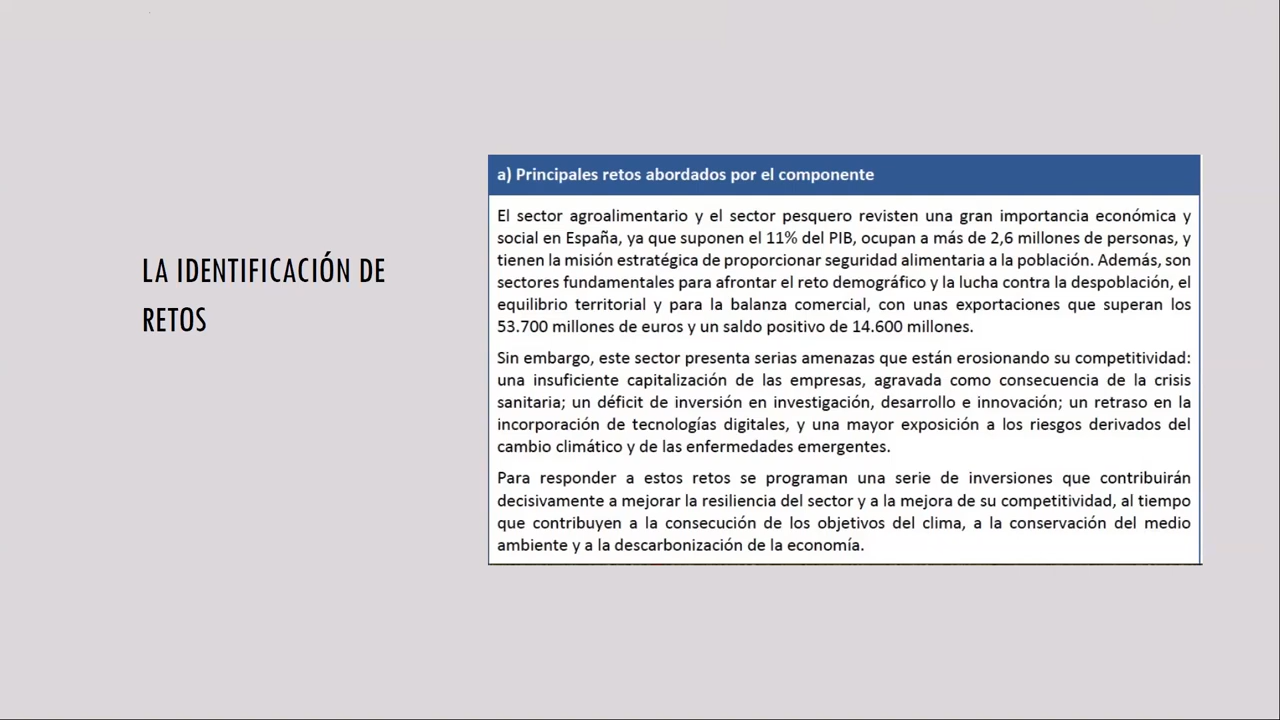 LA IDENTIFICACIÓN DE
RETOS
a) Principales retos abordados por el componente
El sector agroalimentario y el sector pesquero revisten una gran importancia económica y
social en España, ya que suponen el 11% del PIB, ocupan a más de 2,6 millones de personas, y
tienen la misión estratégica de proporcionar seguridad alimentaria a la población. Además, son
sectores fundamentales para afrontar el reto demográfico y la lucha contra la despoblación, el
equilibrio territorial y para la balanza comercial, con unas exportaciones que superan los
53.700 millones de euros y un saldo positivo de 14.600 millones.
Sin embargo, este sector presenta serias amenazas que están erosionando su competitividad:
una insuficiente capitalización de las empresas, agravada como consecuencia de la crisis
sanitaria; un déficit de inversión en investigación, desarrollo e innovación; un retraso en la
incorporación de tecnologías digitales, y una mayor exposición a los riesgos derivados del
cambio climático y de las enfermedades emergentes.
Para responder a estos retos se programan una serie de inversiones que contribuirán
decisivamente a mejorar la resiliencia del sector y a la mejora de su competitividad, al tiempo
que contribuyen a la consecución de los objetivos del clima, a la conservación del medio
ambiente y a la descarbonización de la economía.